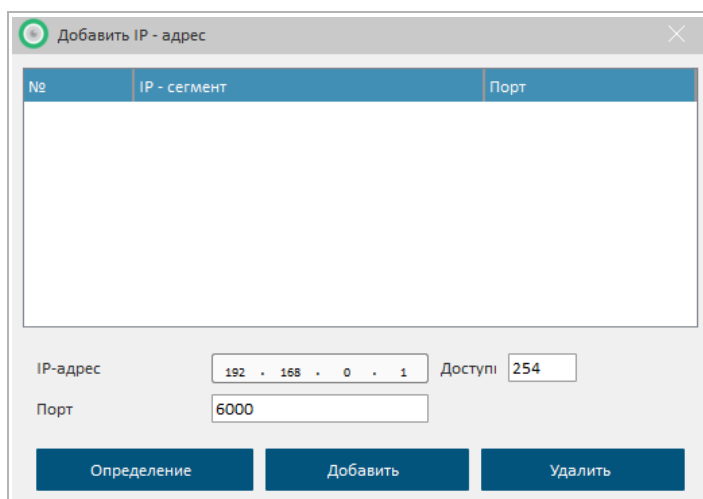 Добавить IP - адрес
№ IP - сегмент Порт
IP-адрес 192 . 168 . 0 . 1 Доступı 254
Порт 6000
Определение Добавить Удалить